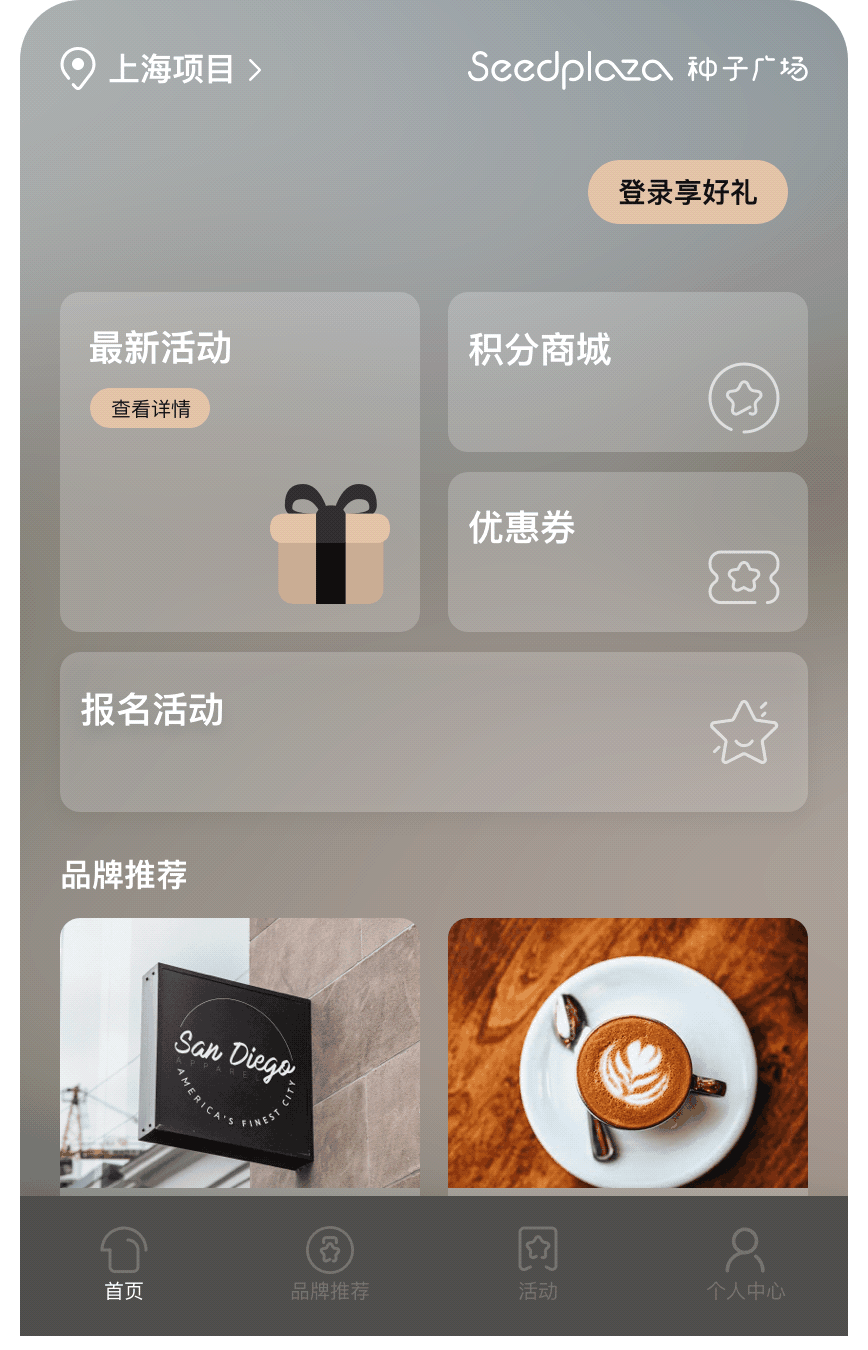 上海项目
Seedplaza 种子广场
登录享好礼
最新活动
查看详情
积分商城
优惠券
报名活动
品牌推荐
San Diego
APPAREL
AMERICA'S FINEST CITY
首页
品牌推荐
活动
个人中心